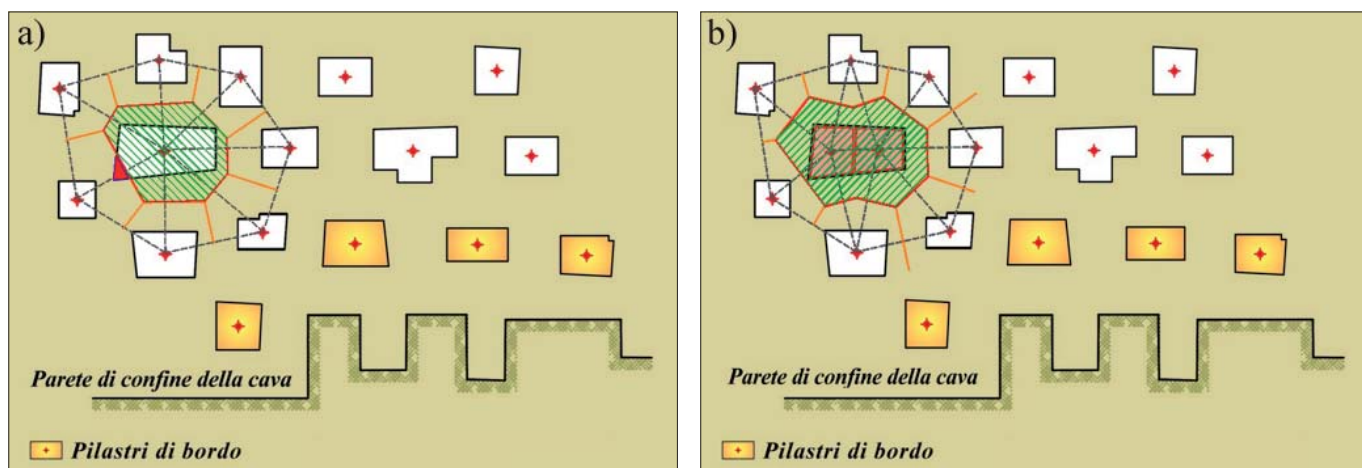 a)
Parete di confine della cava
Pilastri di bordo
b)
Parete di confine della cava
Pilastri di bordo